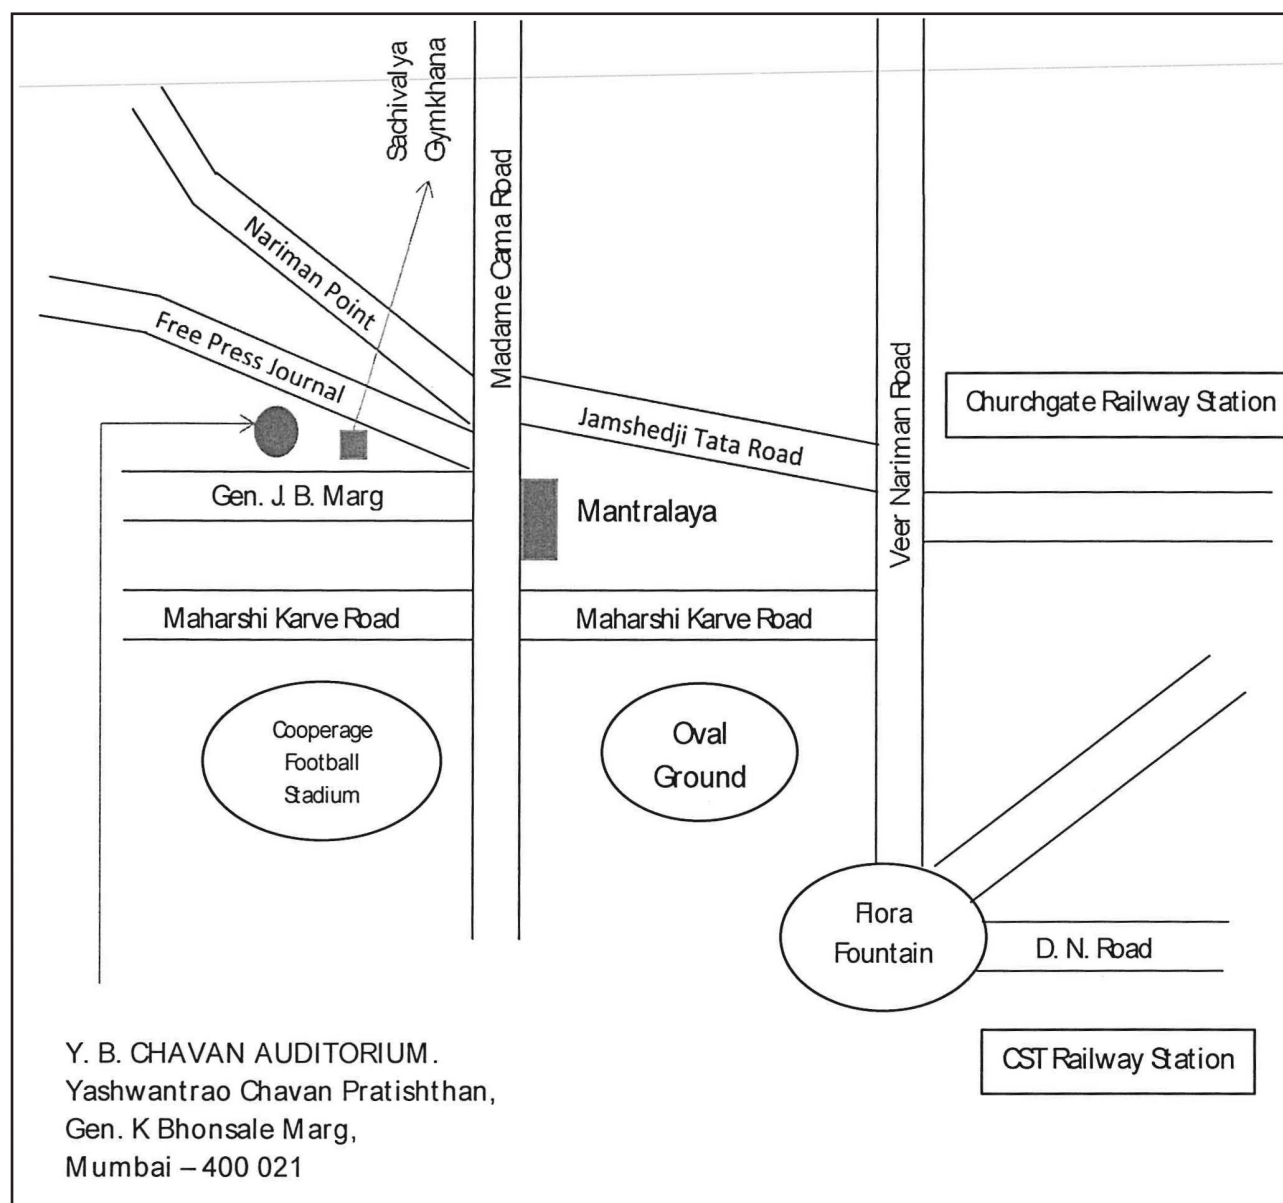 Sachivalya
Gymkhana
Madame Cama Road
Nariman Point
Free Press Journal
Veer Nariman Road
Churchgate Railway Station
Jamshedji Tata Road
Gen. J. B. Marg
Mantralaya
Maharshi Karve Road
Maharshi Karve Road
Cooperage
Football
Stadium
Oval
Ground
Flora
Fountain
D. N. Road
CST Railway Station
Y. B. CHAVAN AUDITORIUM.
Yashwantrao Chavan Pratishthan,
Gen. K Bhonsale Marg,
Mumbai – 400 021